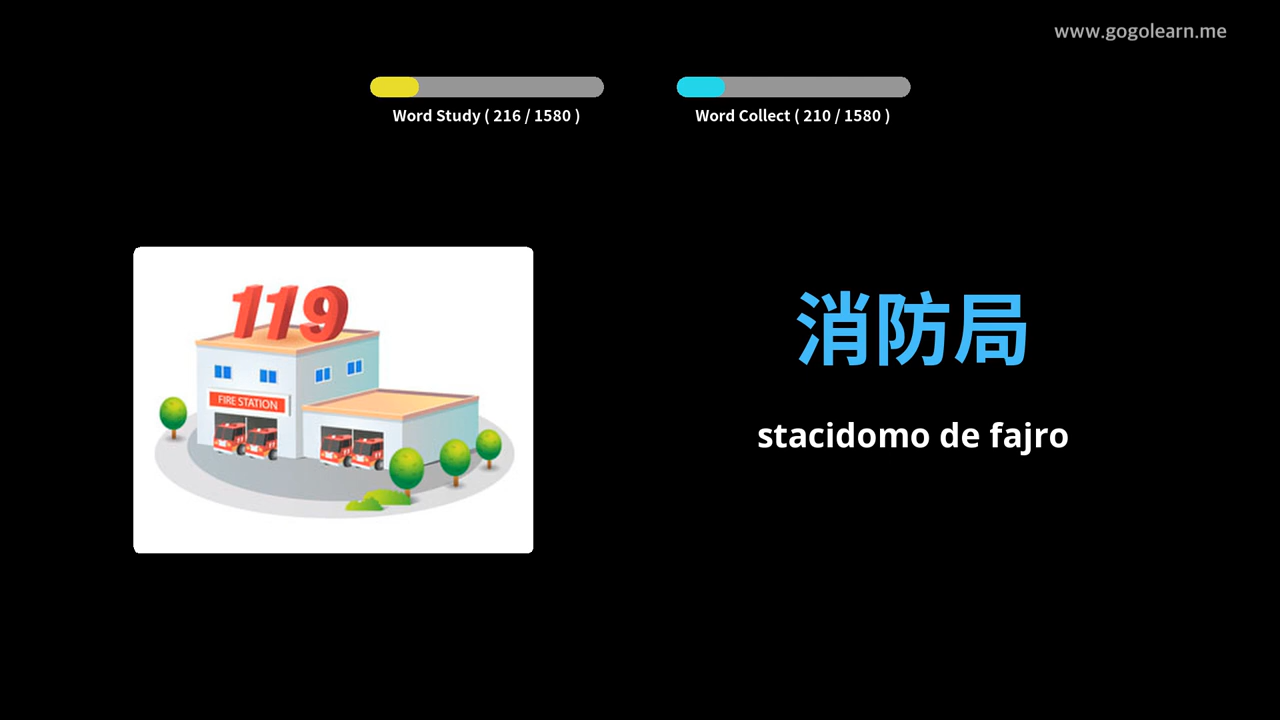 www.gogolearn.me
Word Study ( 216 / 1580 )
Word Collect ( 210 / 1580 )
119
FIRE STATION
消防局
stacidomo de fajro